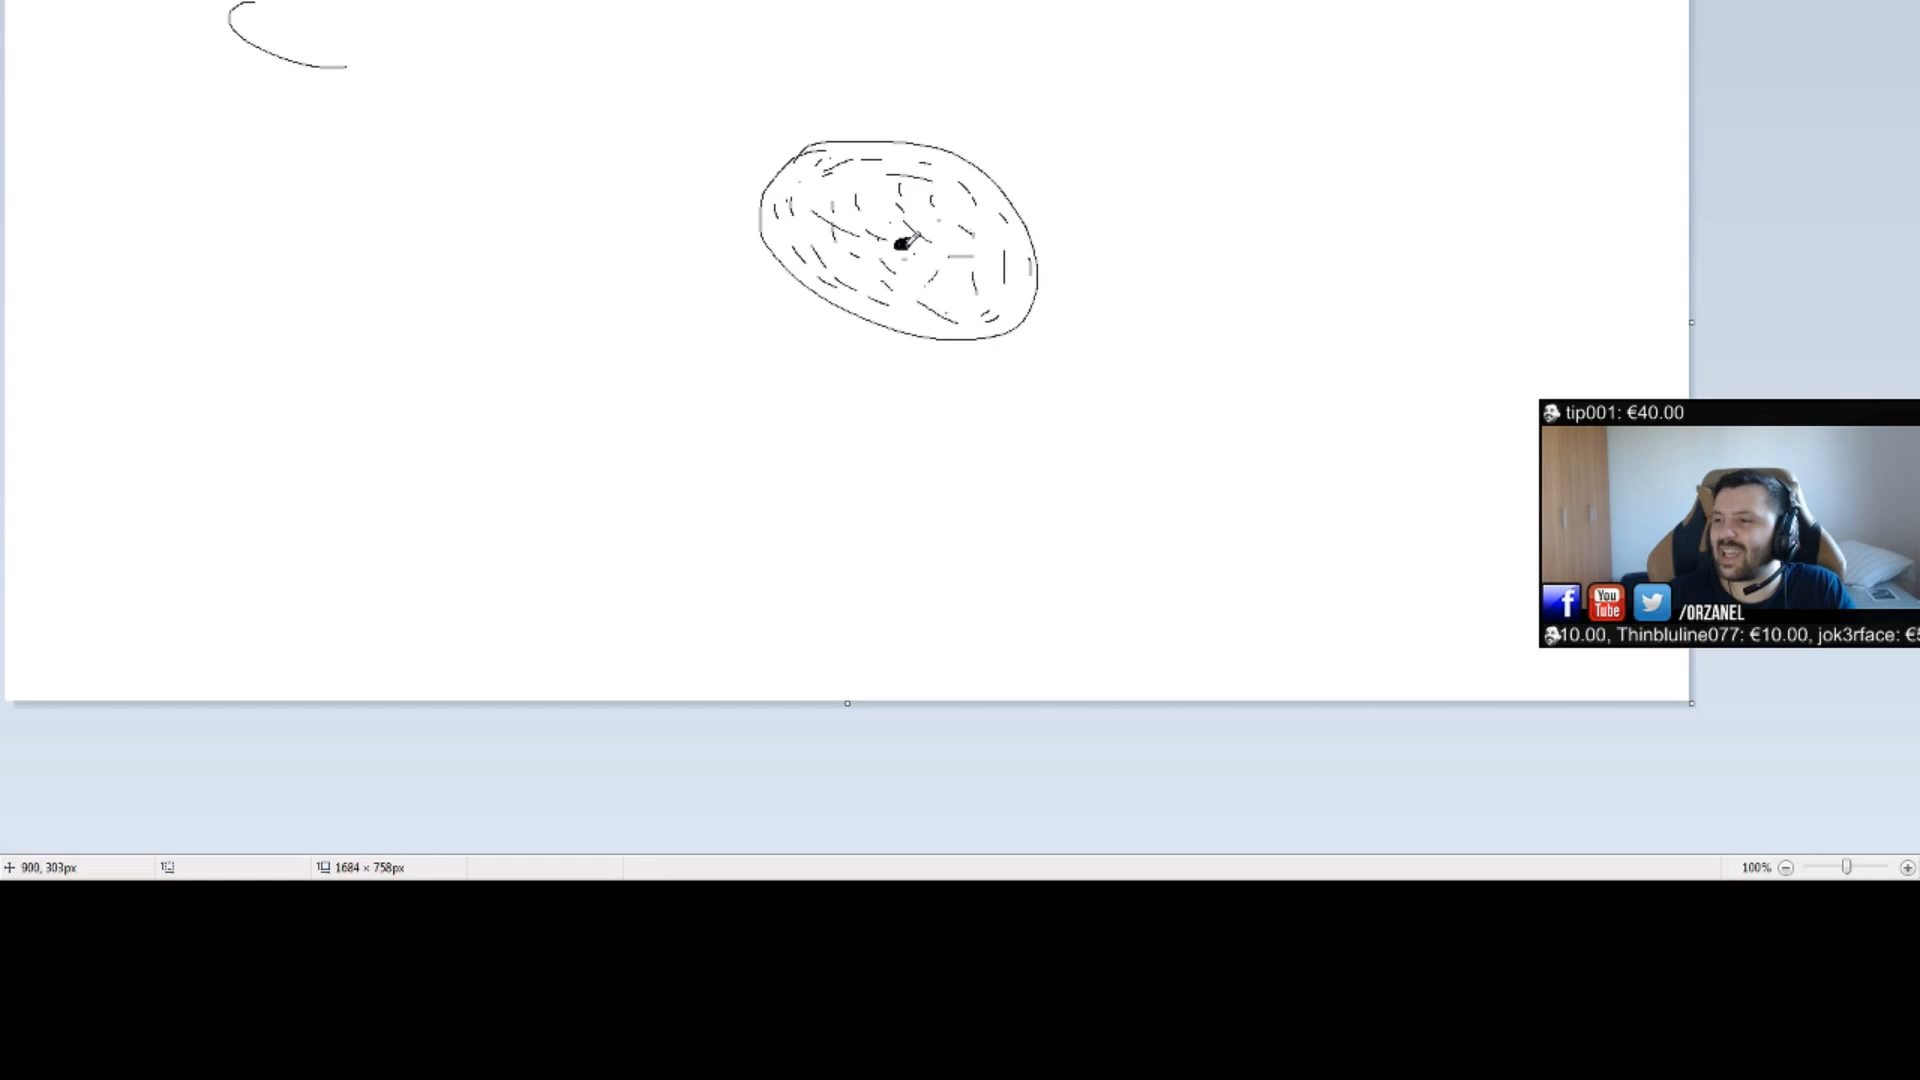 tip001: €40.00
f
You
Tube
/ORZANEL
10.00, Thinbluline077: €10.00, jok3rface: €
900, 303px
1684 × 758px
100%